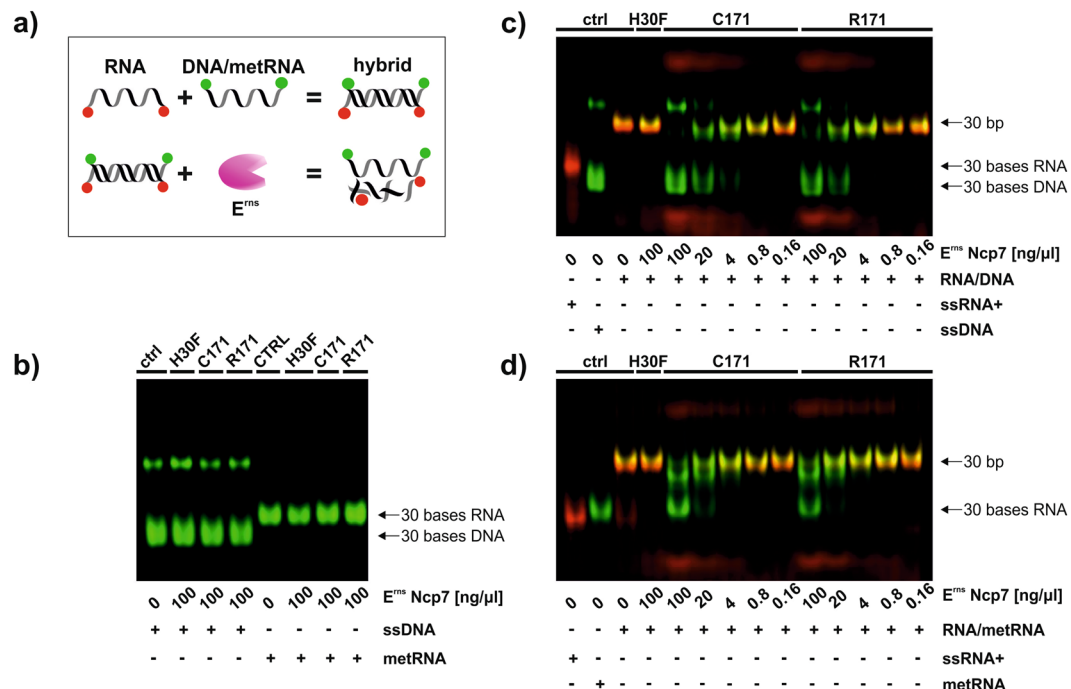 a)
RNA DNA/metRNA hybrid
+ =
+ =
Erns
b)
ctrl H30F C171 R171 CTRL H30F C171 R171
30 bases RNA
30 bases DNA
0 100 100 100 0 100 100 100 Erns Ncp7 [ng/µl]
+ + + + - - - - ssDNA
- - - - + + + + metRNA
c)
ctrl H30F C171 R171
30 bp
30 bases RNA
30 bases DNA
0 0 0 100 100 20 4 0.8 0.16 100 20 4 0.8 0.16 Erns Ncp7 [ng/µl]
- - + + + + + + + + + + + + RNA/DNA
+ - - - - - - - - - - - - - ssRNA+
- + - - - - - - - - - - - - ssDNA
d)
ctrl H30F C171 R171
30 bp
30 bases RNA
0 0 0 100 100 20 4 0.8 0.16 100 20 4 0.8 0.16 Erns Ncp7 [ng/µl]
- - + + + + + + + + + + + + RNA/metRNA
+ - - - - - - - - - - - - - ssRNA+
- + - - - - - - - - - - - - metRNA